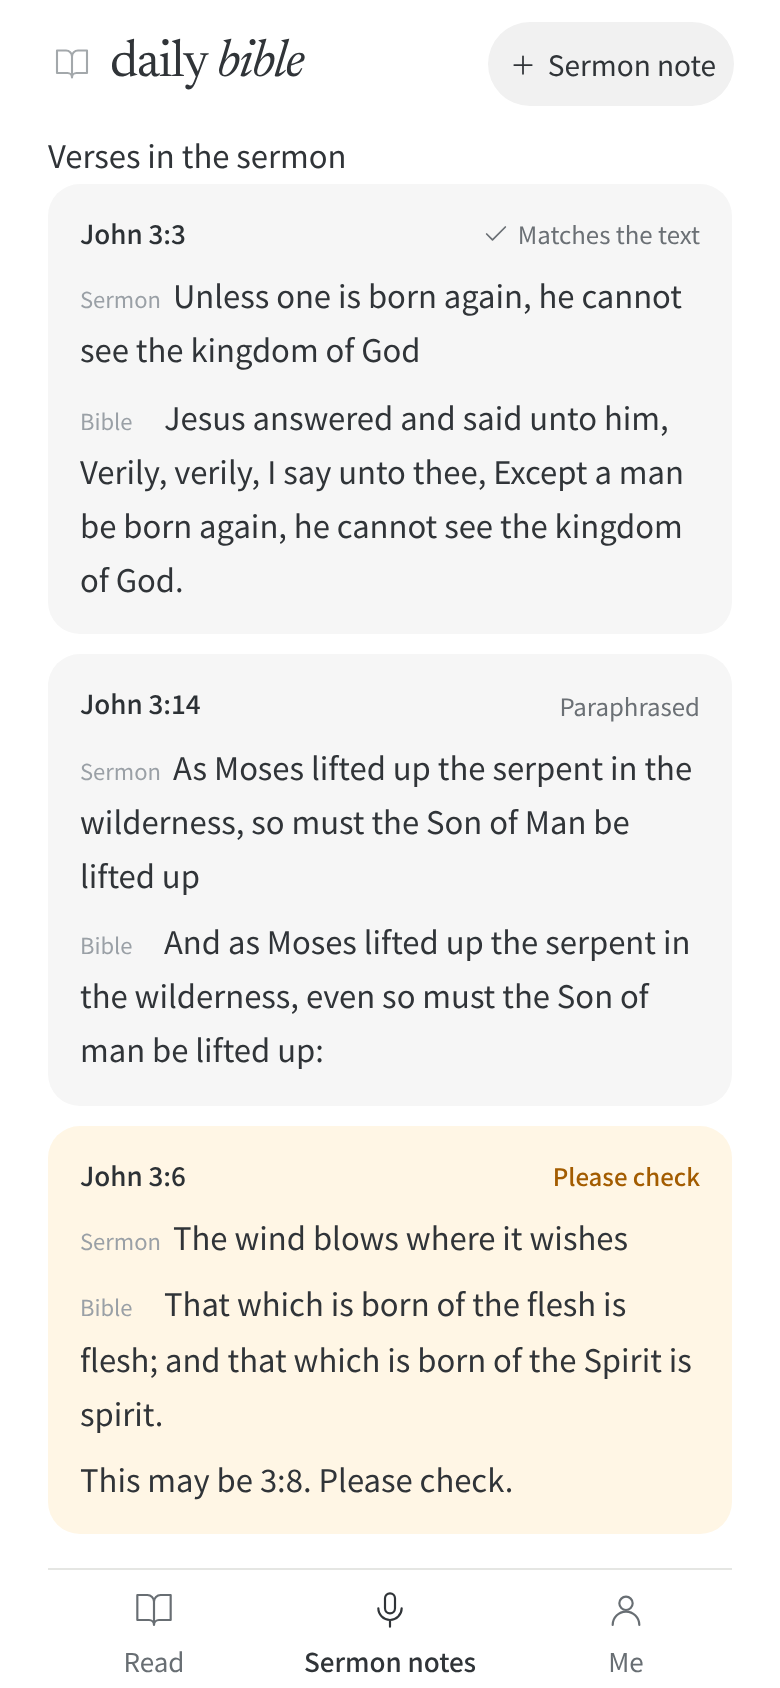 daily bible
+ Sermon note
Verses in the sermon
John 3:3
✓ Matches the text
Sermon Unless one is born again, he cannot
see the kingdom of God
Bible Jesus answered and said unto him,
Verily, verily, I say unto thee, Except a man
be born again, he cannot see the kingdom
of God.
John 3:14
Paraphrased
Sermon As Moses lifted up the serpent in the
wilderness, so must the Son of Man be
lifted up
Bible And as Moses lifted up the serpent in
the wilderness, even so must the Son of
man be lifted up:
John 3:6
Please check
Sermon The wind blows where it wishes
Bible That which is born of the flesh is
flesh; and that which is born of the Spirit is
spirit.
This may be 3:8. Please check.
Read
Sermon notes
Me